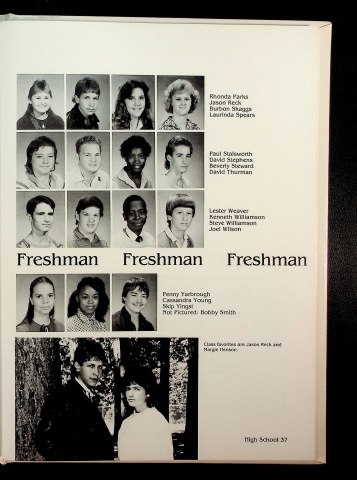 Rhonda Parks
Jason Reck
Burbon Skaggs
Laurinda Spears
Paul Stalsworth
David Stephens
Beverly Steward
David Thurman
Lester Weaver
Kenneth Williamson
Steve Williamson
Joel Wilson
Freshman Freshman Freshman
Penny Yarbrough
Cassandra Young
Skip Yingst
Not Pictured: Bobby Smith
Class favorites are Jason Reck and
Margie Henson.
High School 37